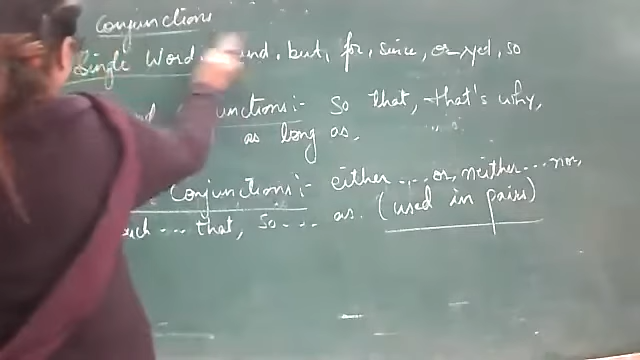 Conjunctions
Single Word. and, but, for, since, or, yet, so
Conjunctions :- So that, that's why,
as long as,
Conjunctions :- either .... or, neither ... nor,
... that, So .... as. (used in pairs)